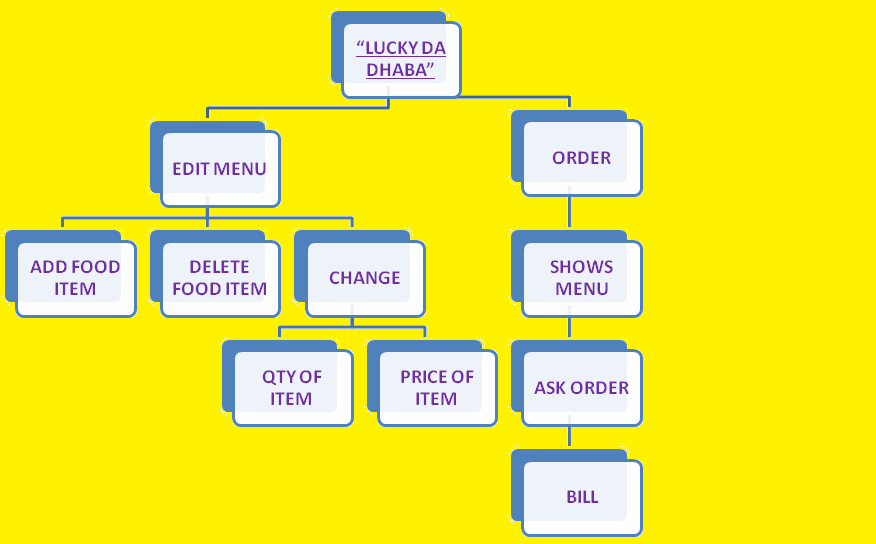 “LUCKY DA
DHABA”
EDIT MENU
ORDER
ADD FOOD
ITEM
DELETE
FOOD ITEM
CHANGE
SHOWS
MENU
QTY OF
ITEM
PRICE OF
ITEM
ASK ORDER
BILL